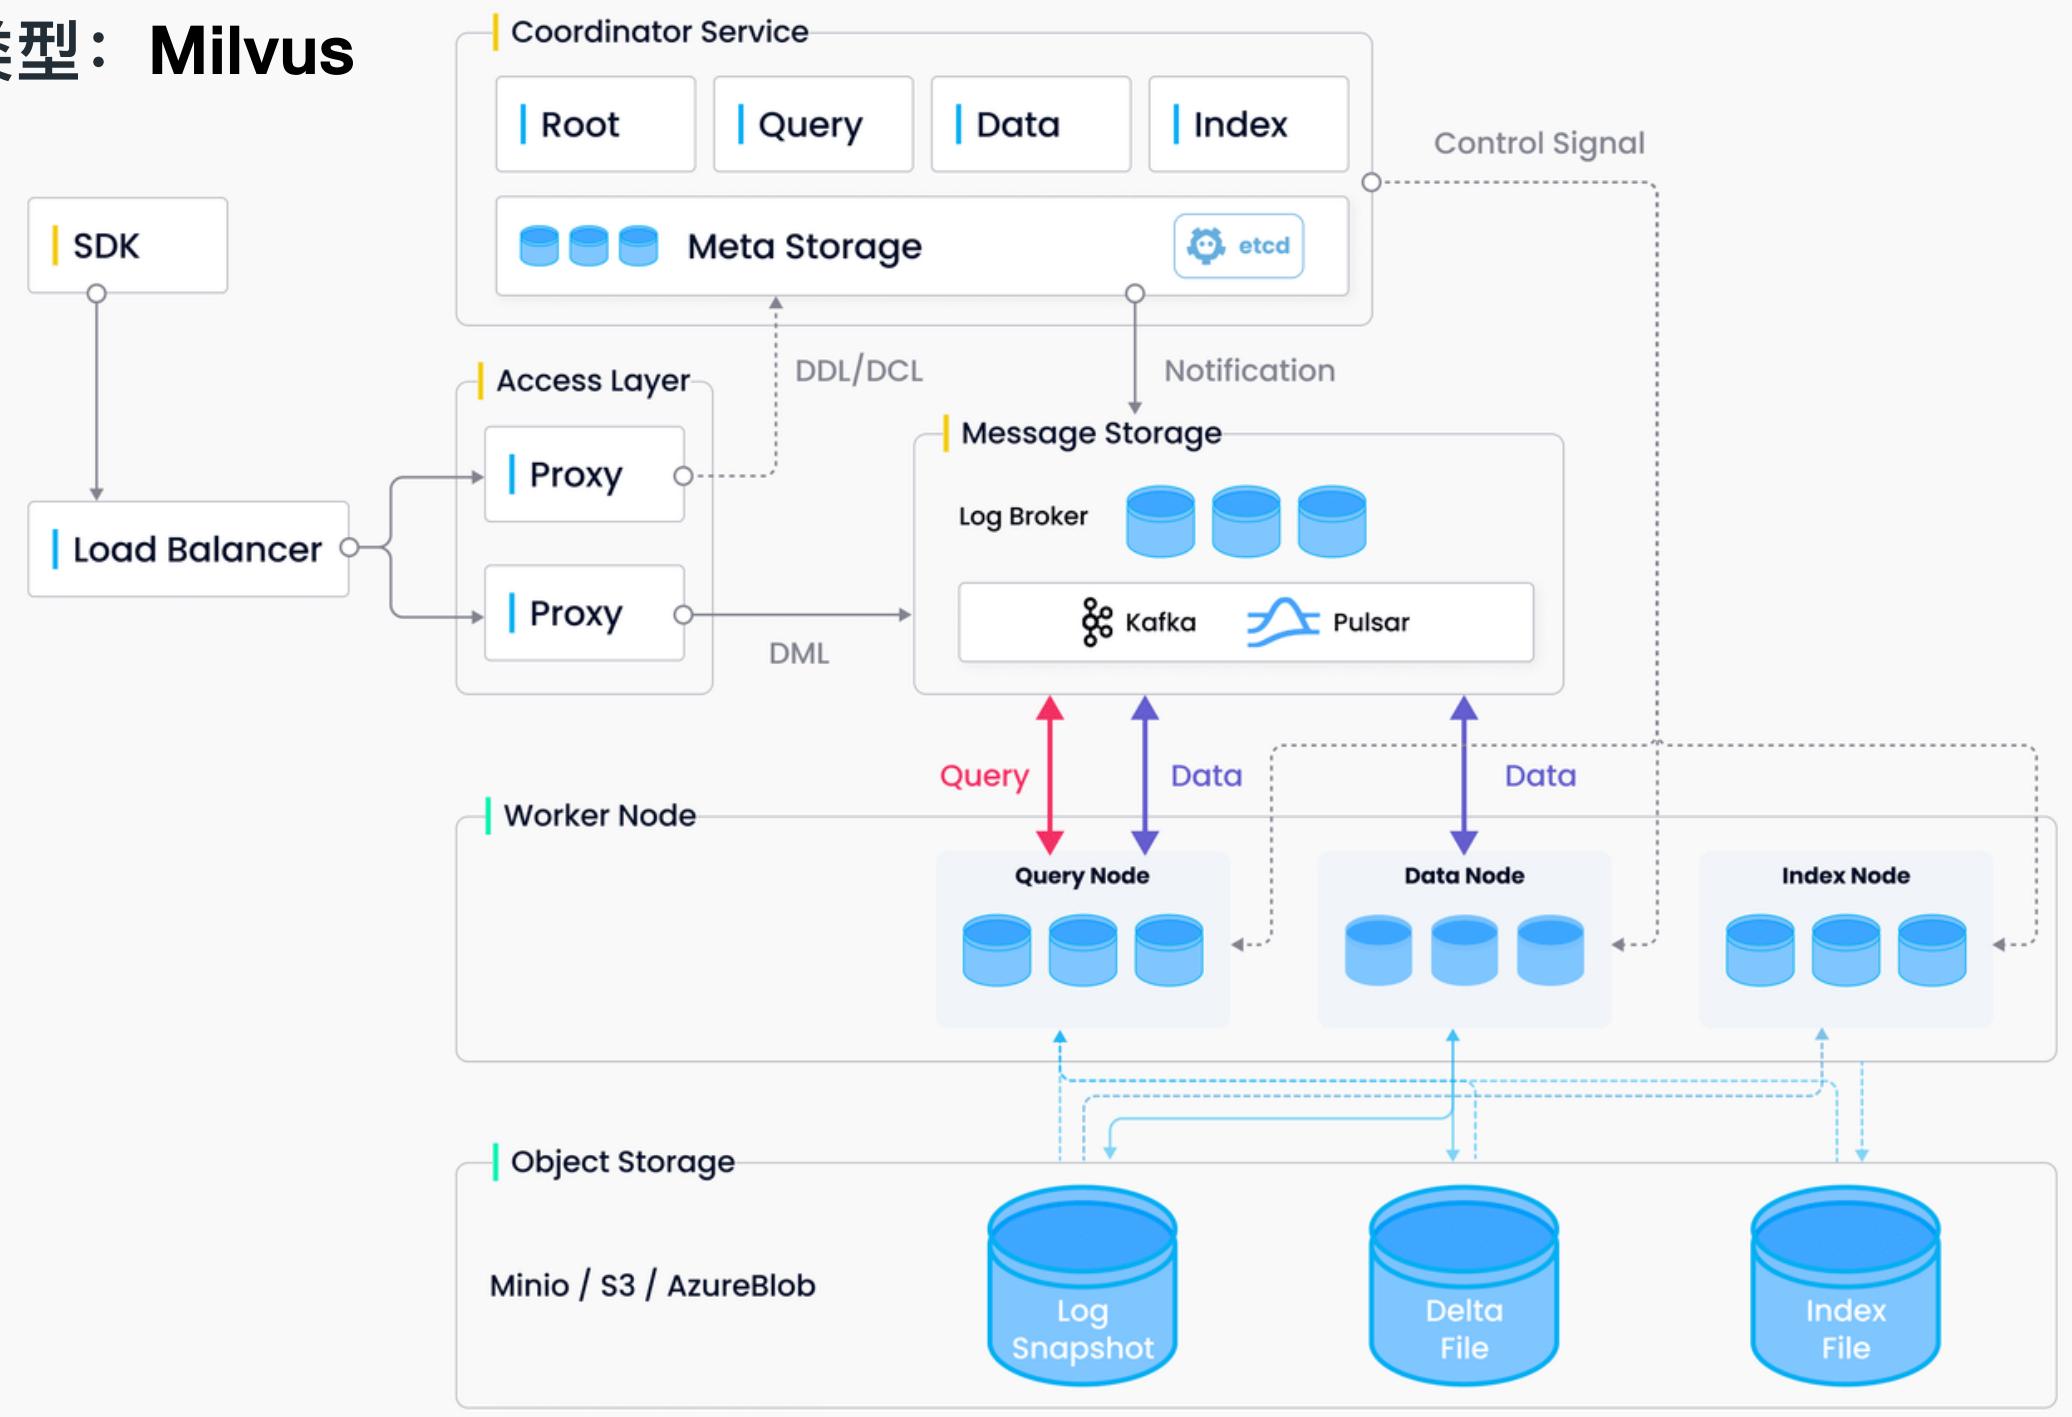 型：Milvus
Coordinator Service
Root
Query
Data
Index
Control Signal
SDK
Meta Storage
etcd
DDL/DCL
Notification
Access Layer
Message Storage
Proxy
Log Broker
Load Balancer
Proxy
Kafka
Pulsar
DML
Query
Data
Data
Worker Node
Query Node
Data Node
Index Node
Object Storage
Minio / S3 / AzureBlob
Log
Snapshot
Delta
File
Index
File